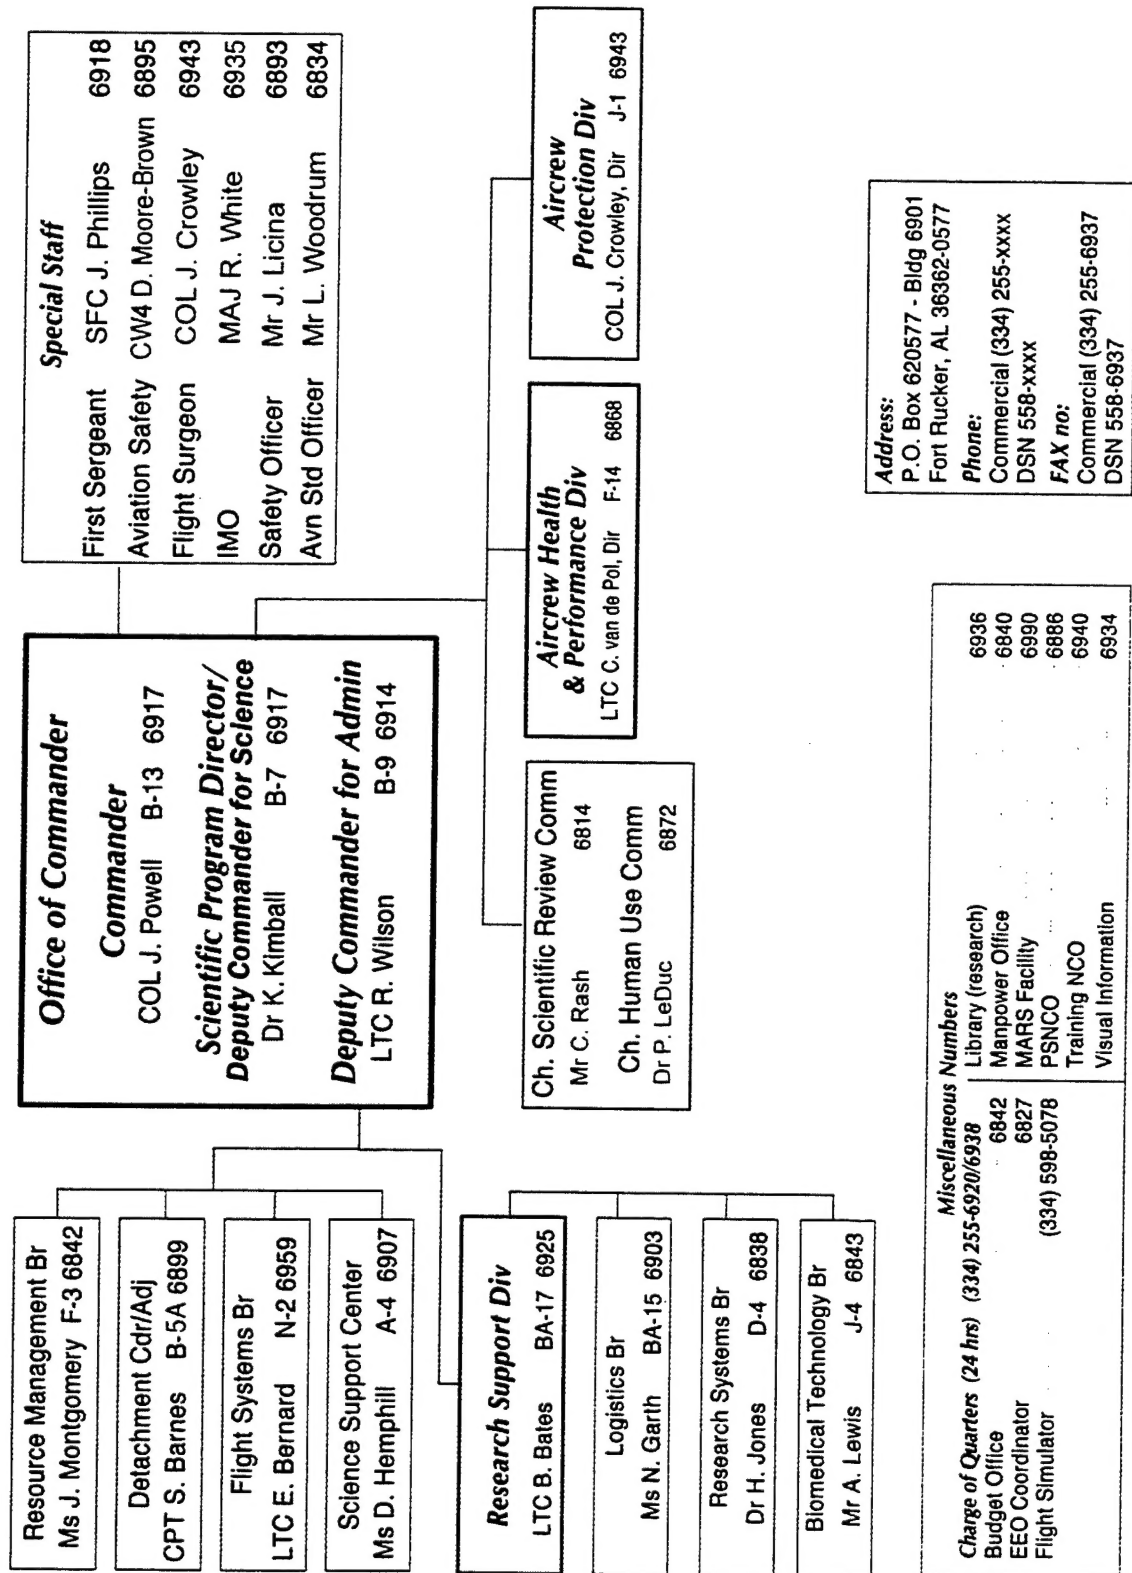 Office of Commander
Commander
COL J. Powell B-13 6917
Scientific Program Director/
Deputy Commander for Science
Dr K. Kimball B-7 6917
Deputy Commander for Admin
LTC R. Wilson B-9 6914
Special Staff
First Sergeant SFC J. Phillips 6918
Aviation Safety CW4 D. Moore-Brown 6895
Flight Surgeon COL J. Crowley 6943
IMO MAJ R. White 6935
Safety Officer Mr J. Licina 6893
Avn Std Officer Mr L. Woodrum 6834
Resource Management Br
Ms J. Montgomery F-3 6842
Detachment Cdr/Adj
CPT S. Barnes B-5A 6899
Flight Systems Br
LTC E. Bernard N-2 6959
Science Support Center
Ms D. Hemphill A-4 6907
Research Support Div
LTC B. Bates BA-17 6925
Logistics Br
Ms N. Garth BA-15 6903
Research Systems Br
Dr H. Jones D-4 6838
Biomedical Technology Br
Mr A. Lewis J-4 6843
Ch. Scientific Review Comm
Mr C. Rash 6814
Ch. Human Use Comm
Dr P. LeDuc 6872
Aircrew Health
& Performance Div
LTC C. van de Pol, Dir F-14 6868
Aircrew
Protection Div
COL J. Crowley, Dir J-1 6943
Miscellaneous Numbers
Charge of Quarters (24 hrs) (334) 255-6920/6938
Budget Office 6842
EEO Coordinator 6827
Flight Simulator (334) 598-5078
Library (research) 6936
Manpower Office 6840
MARS Facility 6990
PSNCO 6886
Training NCO 6940
Visual Information 6934
Address:
P.O. Box 620577 - Bldg 6901
Fort Rucker, AL 36362-0577
Phone:
Commercial (334) 255-xxxx
DSN 558-xxxx
FAX no:
Commercial (334) 255-6937
DSN 558-6937